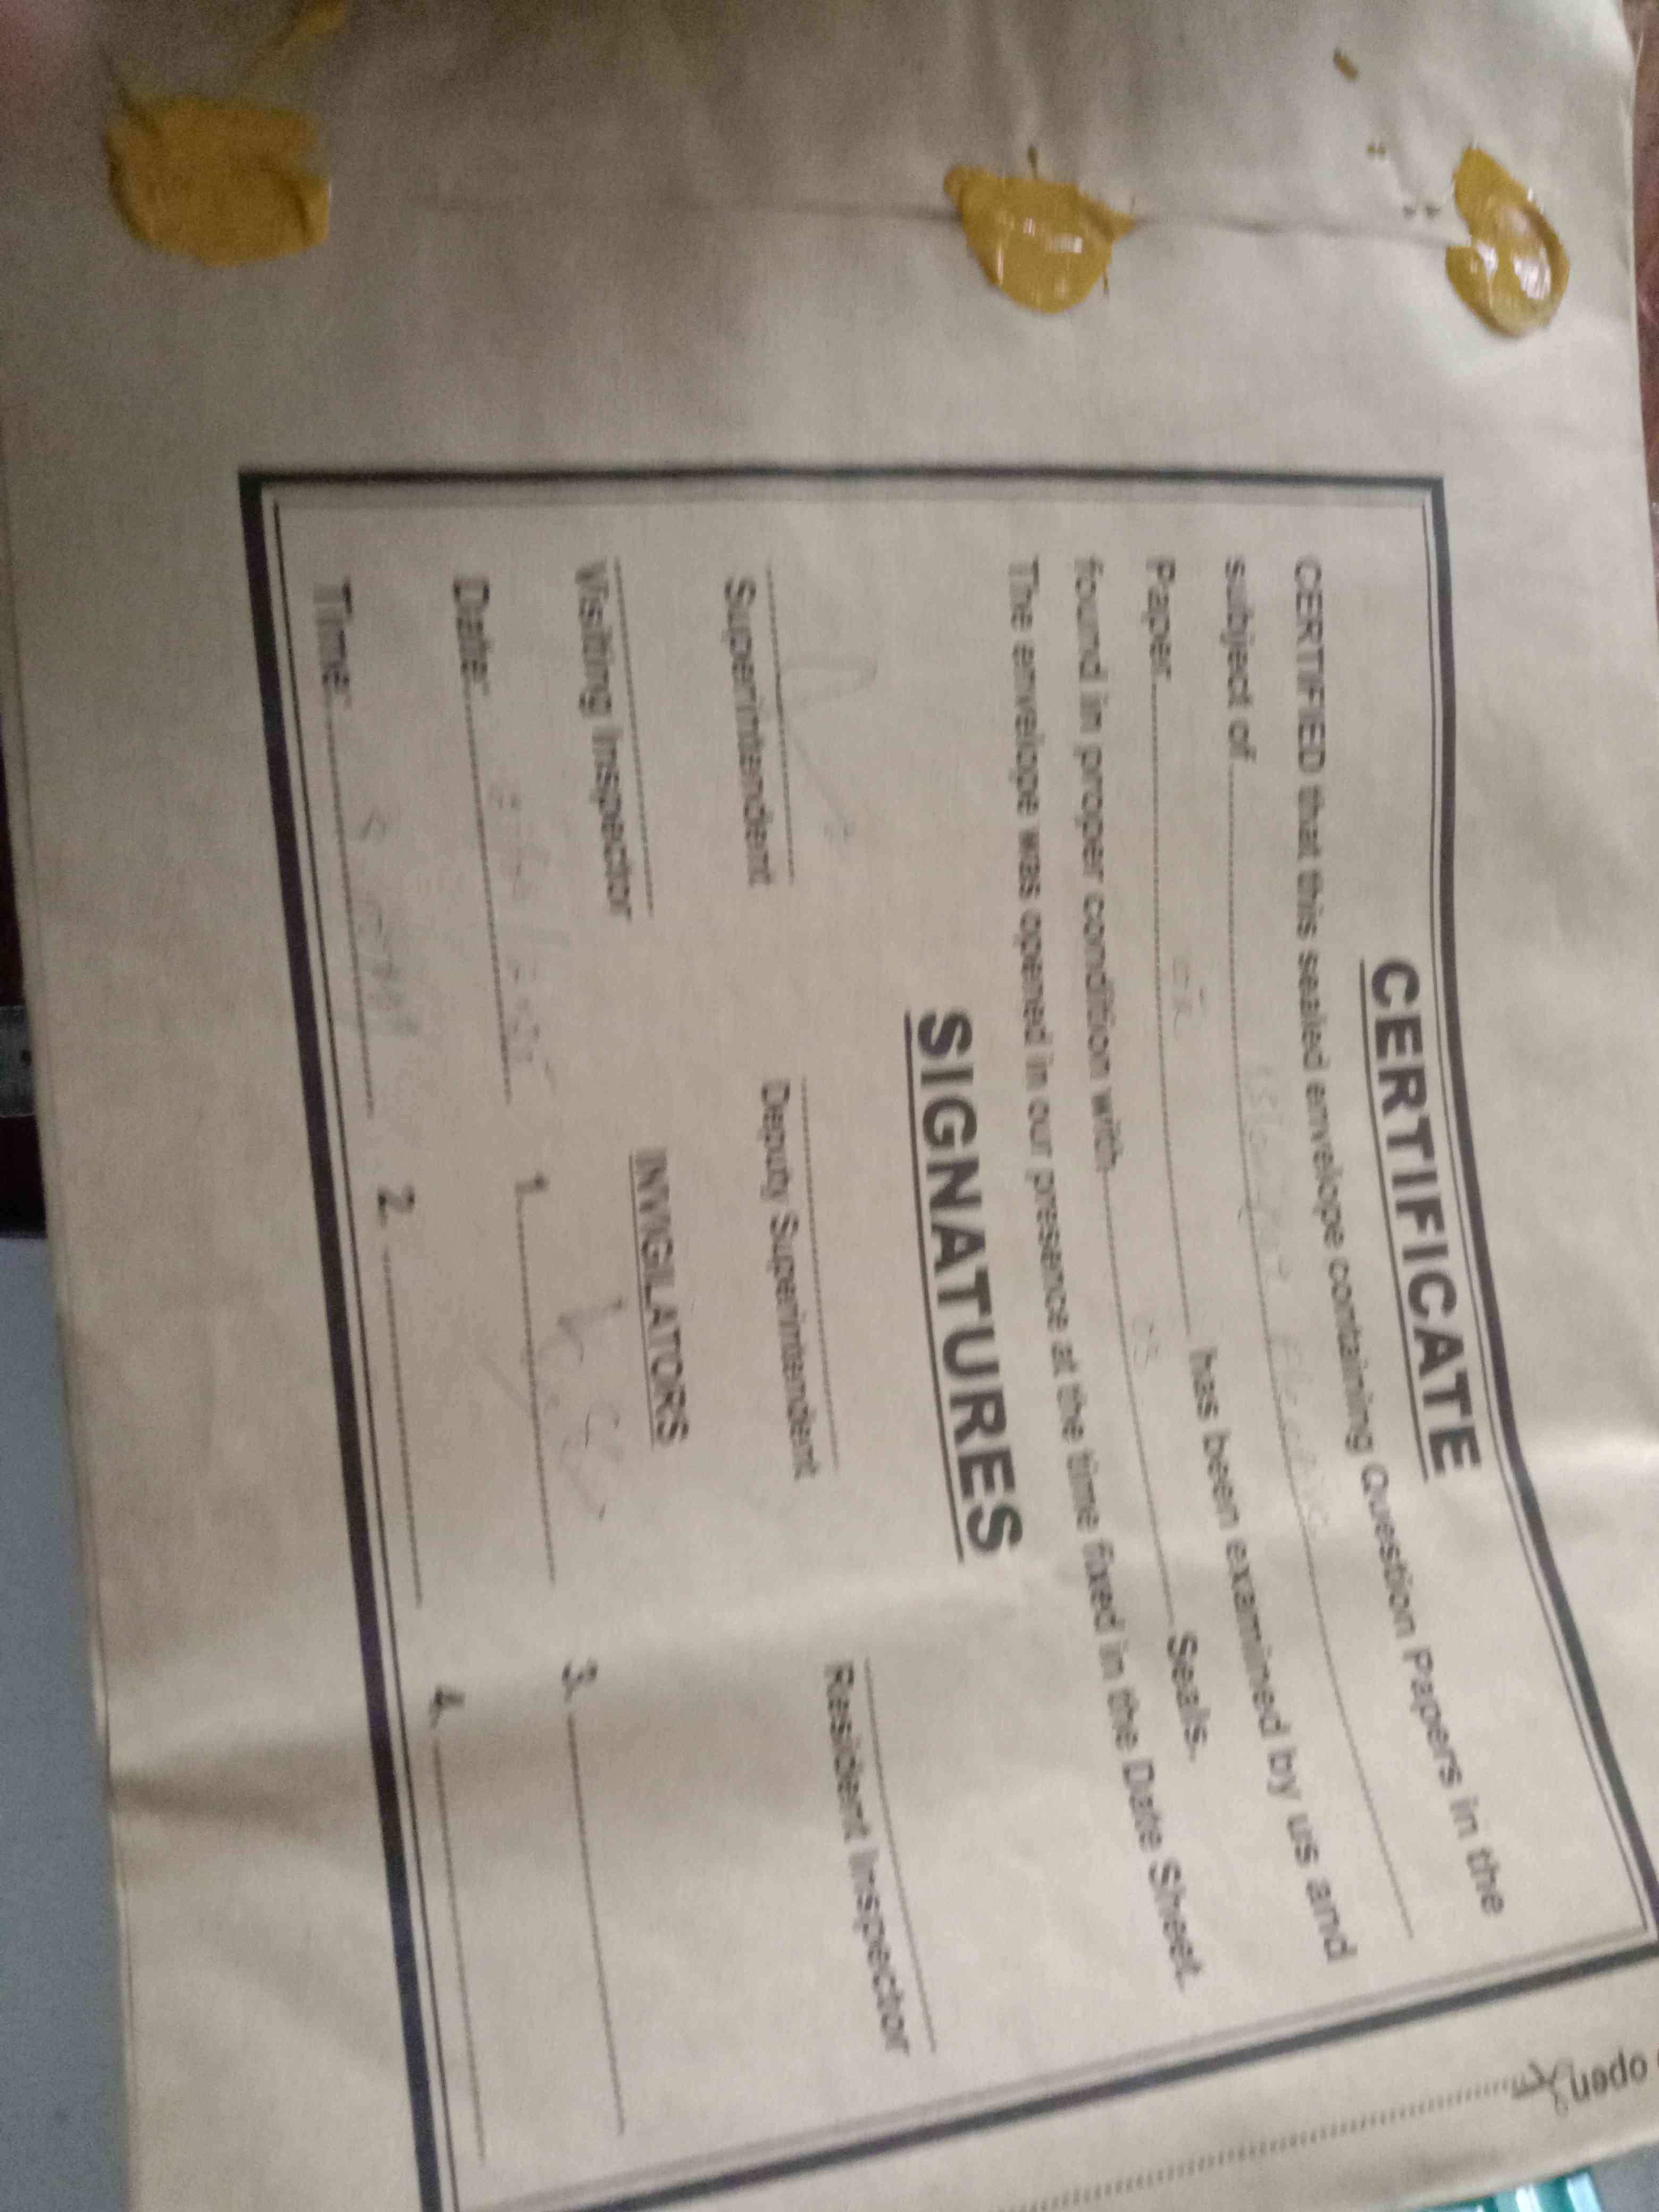 CERTIFICATE
CERTIFIED that this sealed envelope containing Question Papers in the
subject of
Paper has been examined by us and
found in proper condition with 03 Seals.
The envelope was opened in our presence at the time fixed in the Date Sheet.
SIGNATURES
Superintendent Deputy Superintendent Resident Inspector
Visiting Inspector INVIGILATORS
Date: 1. 3.
Time: 2. 4.
open